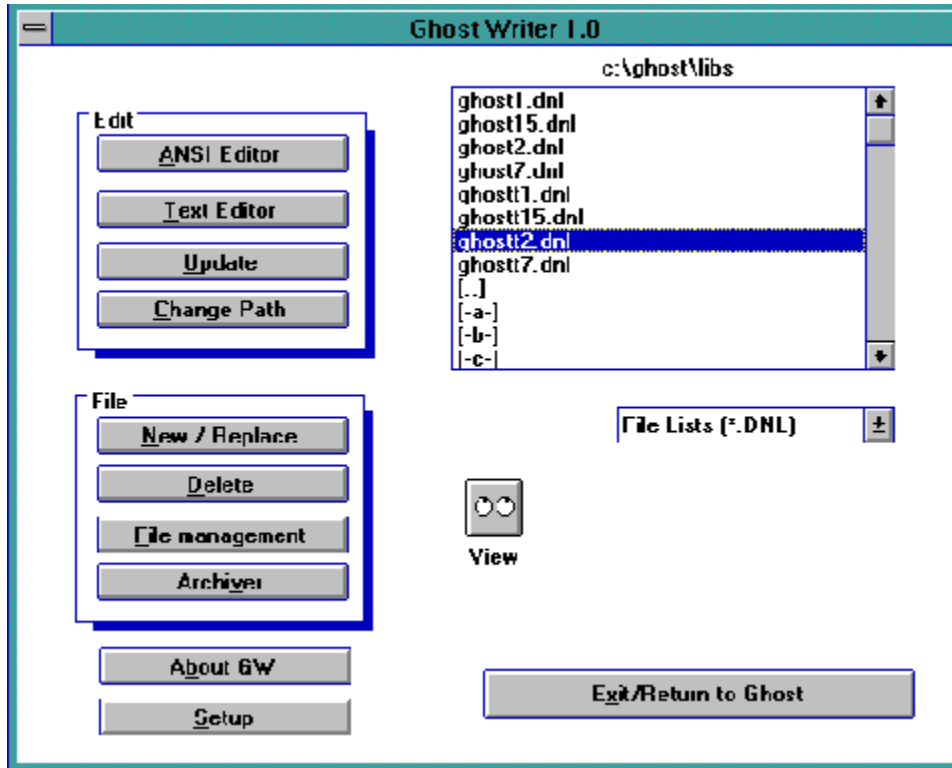 Ghost Writer 1.0
c:\ghost\libs
Edit
ANSI Editor
Text Editor
Update
Change Path
ghost1.dnl
ghost15.dnl
ghost2.dnl
ghost7.dnl
ghostt1.dnl
ghostt15.dnl
ghostt2.dnl
ghostt7.dnl
[..]
[-a-]
[-b-]
[-c-]
File
New / Replace
Delete
File management
Archiver
File Lists (*.DNL)
View
About GW
Setup
Exit/Return to Ghost